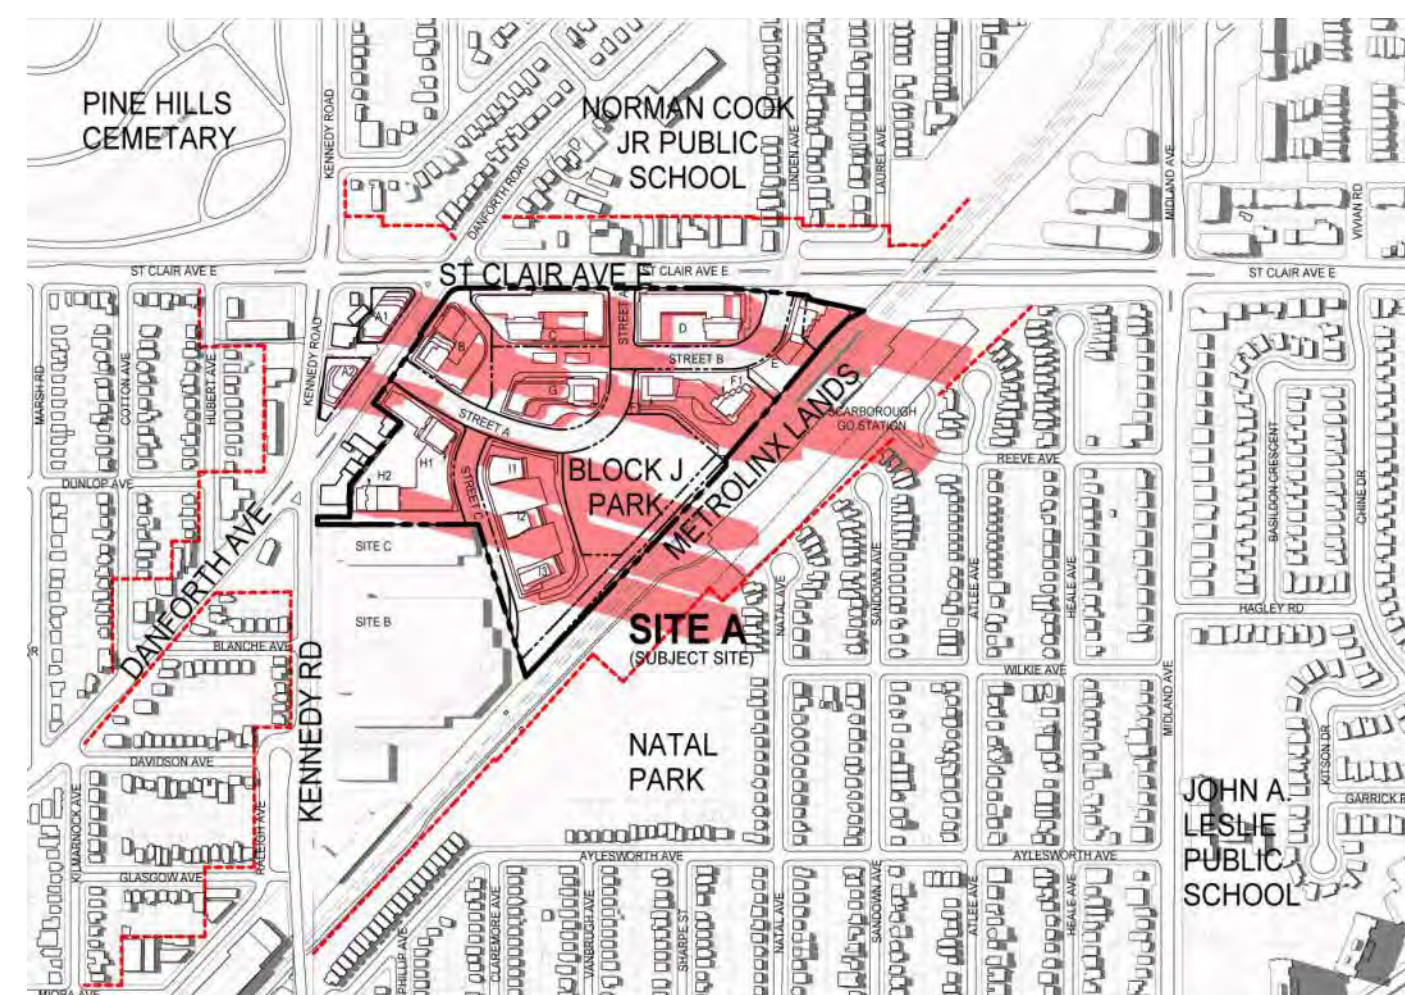 PINE HILLS
CEMETARY
KENNEDY ROAD
NORMAN COOK
JR PUBLIC
SCHOOL
DANFORTH ROAD
LINDEN AVE
LAUREL AVE
MIDLAND AVE
VIVIAN RD
ST CLAIR AVE E
ST CLAIR AVE E
ST CLAIR AVE E
ST CLAIR AVE E
MARSH RD
COTTON AVE
HUBERT AVE
KENNEDY ROAD
A1
A2
B
C
STREET A
D
STREET B
E
F1
G
STREET A
H1
H2
STREET C
I1
I2
I3
BLOCK J
PARK
METROLINX LANDS
SCARBOROUGH
GO STATION
REEVE AVE
BASILDON CRESCENT
CHINE DR
DUNLOP AVE
DANFORTH AVE
SITE C
SITE B
SITE A
(SUBJECT SITE)
NATAL AVE
SANDOWN AVE
ATLEE AVE
HEALE AVE
HAGLEY RD
BLANCHE AVE
WILKIE AVE
MIDLAND AVE
KENNEDY RD
NATAL
PARK
DAVIDSON AVE
KITSON DR
JOHN A.
LESLIE
PUBLIC
SCHOOL
KILMARNOCK AVE
RALEIGH AVE
AYLESWORTH AVE
AYLESWORTH AVE
GLASGOW AVE
PHILLIP AVE
CLAREMORE AVE
VANBRUGH AVE
SHARPE ST
NATAL AVE
SANDOWN AVE
ATLEE AVE
HEALE AVE